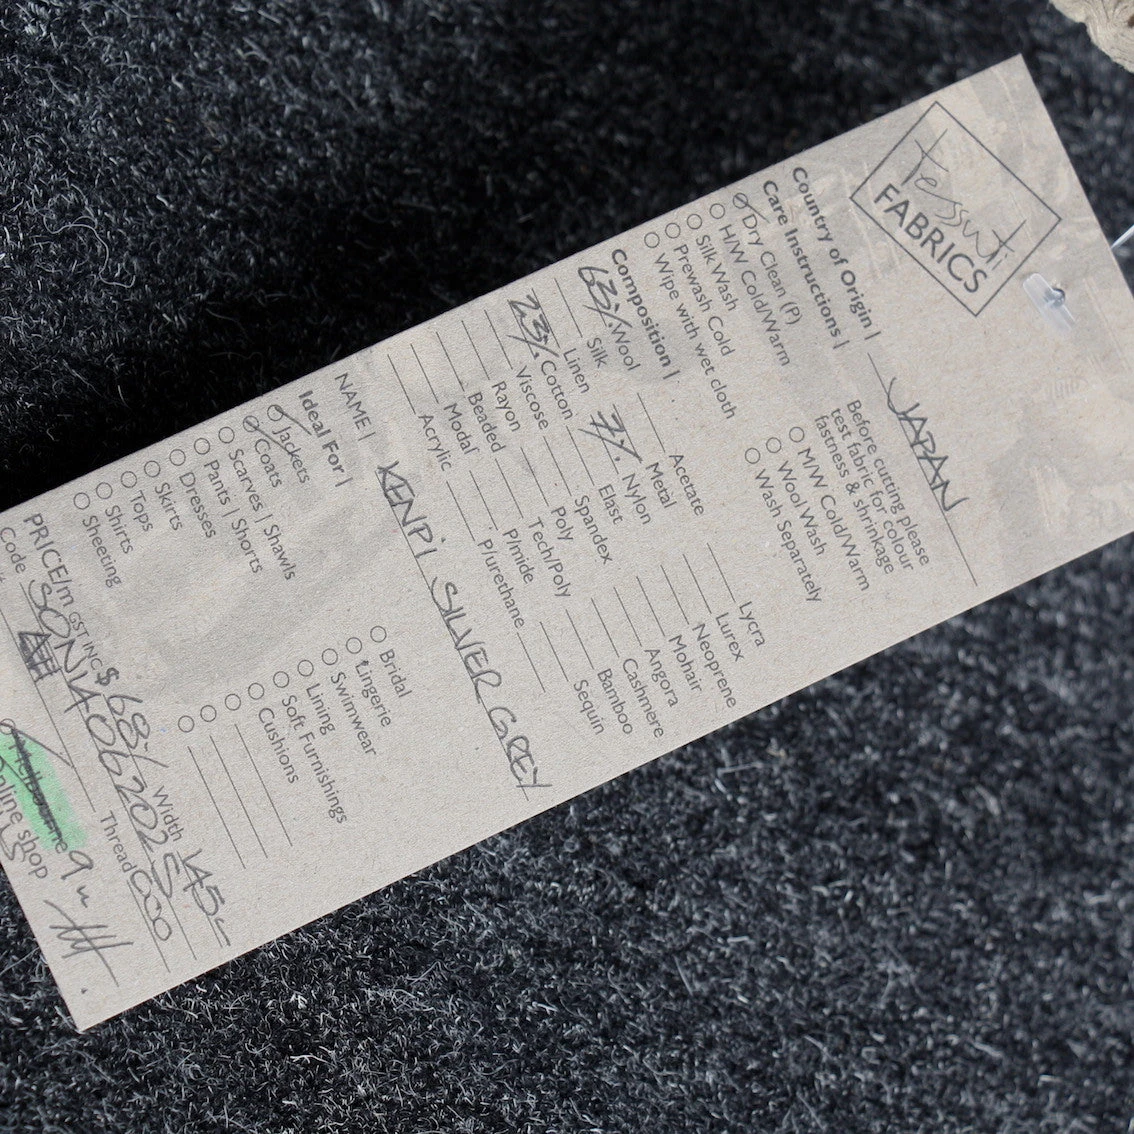 tessuti
FABRICS
Country of Origin | JAPAN
Care Instructions |
Before cutting please
test fabric for colour
fastness & shrinkage
Dry Clean (P)
H/W Cold/Warm
Silk Wash
Prewash Cold
Wipe with wet cloth
M/W Cold/Warm
Wool Wash
Wash Separately
Composition |
63% Wool
Silk
Linen
23% Cotton
Viscose
Rayon
Beaded
Modal
Acrylic
Acetate
Metal
7% Nylon
Elast
Spandex
Poly
Tech/Poly
P/mide
P/urethane
Lycra
Lurex
Neoprene
Mohair
Angora
Cashmere
Bamboo
Sequin
NAME | KENPI SILVER GREY
Ideal For |
Jackets
Coats
Scarves | Shawls
Pants | Shorts
Dresses
Skirts
Tops
Shirts
Sheeting
Bridal
Lingerie
Swimwear
Lining
Soft Furnishings
Cushions
PRICE/m GST INC $68.- Width 145-
Code Thread
Melbourne 9m
Online shop